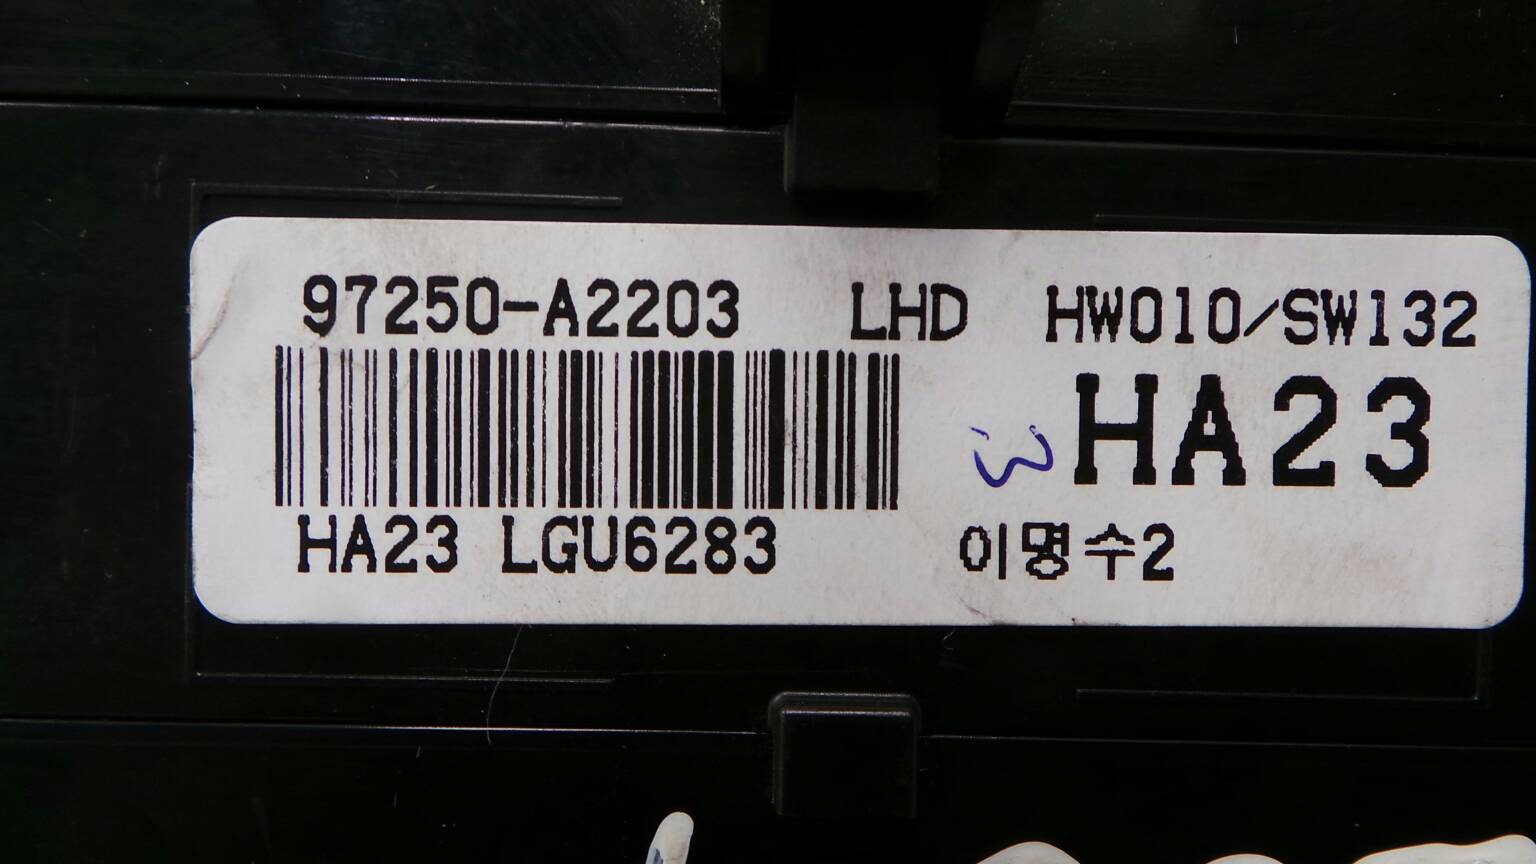 97250-A2203 LHD HW010/SW132
HA23
HA23 LGU6283 이명수2